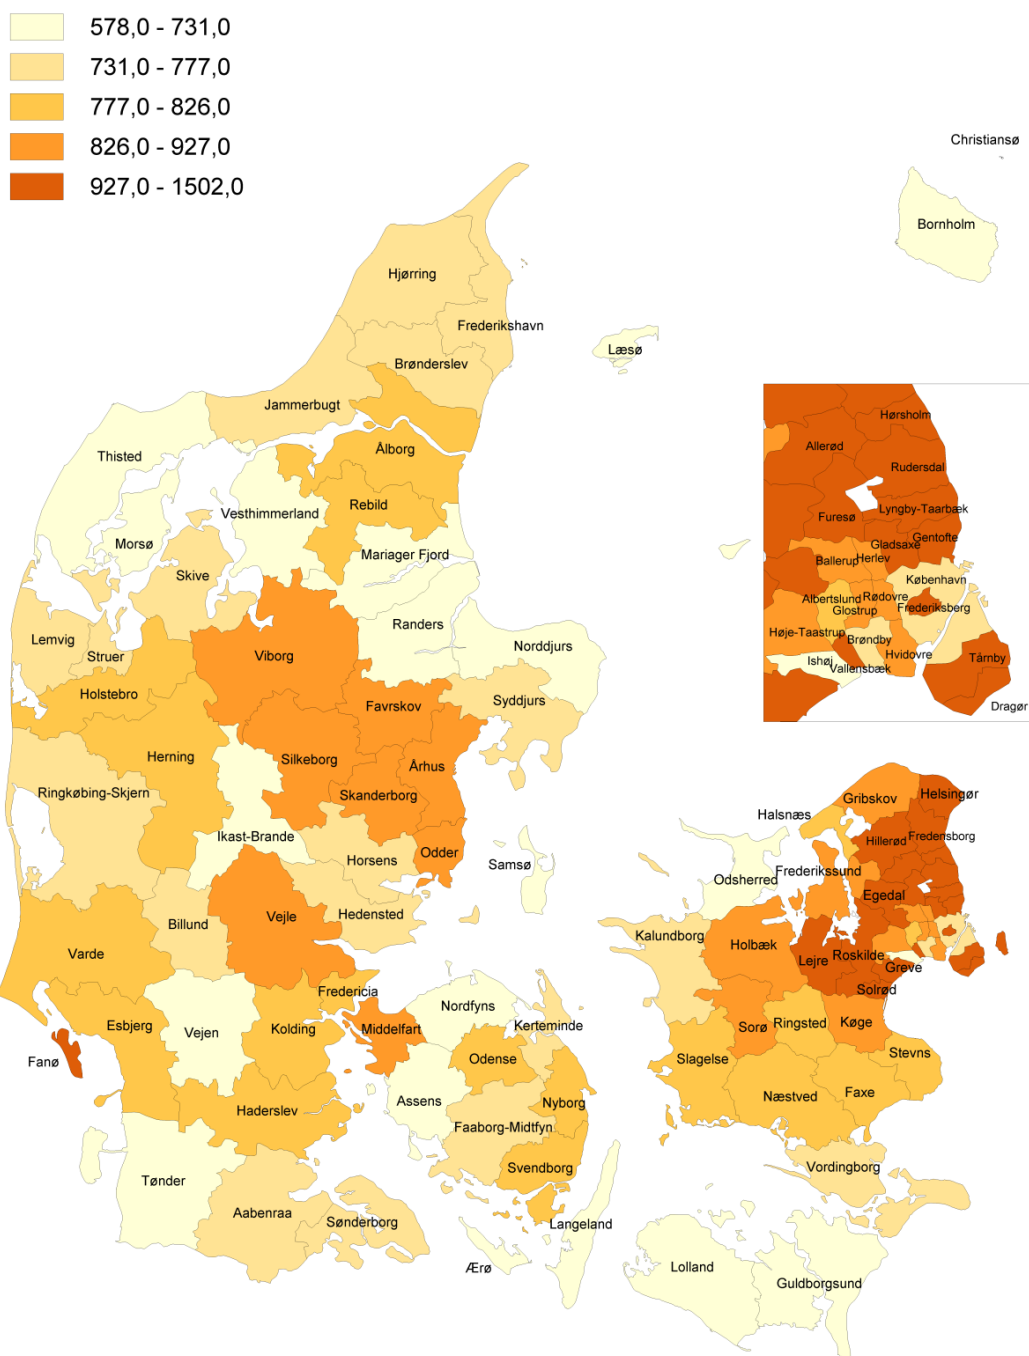 578,0 - 731,0
731,0 - 777,0
777,0 - 826,0
826,0 - 927,0
927,0 - 1502,0
Christiansø
Bornholm
Hjørring
Frederikshavn
Læsø
Brønderslev
Jammerbugt
Hørsholm
Allerød
Ålborg
Thisted
Rudersdal
Rebild
Vesthimmerland
Lyngby-Taarbæk
Furesø
Gentofte
Morsø
Gladsaxe
Mariager Fjord
Herlev
Ballerup
Skive
København
Albertslund
Rødovre
Frederiksberg
Glostrup
Randers
Høje-Taastrup
Lemvig
Brøndby
Norddjurs
Struer
Viborg
Hvidovre
Tårnby
Ishøj
Vallensbæk
Holstebro
Syddjurs
Favrskov
Dragør
Herning
Silkeborg
Århus
Ringkøbing-Skjern
Skanderborg
Helsingør
Gribskov
Halsnæs
Ikast-Brande
Fredensborg
Hillerød
Odder
Horsens
Samsø
Frederikssund
Odsherred
Egedal
Hedensted
Vejle
Billund
Kalundborg
Holbæk
Varde
Lejre
Roskilde
Greve
Fredericia
Solrød
Nordfyns
Esbjerg
Kolding
Middelfart
Kerteminde
Vejen
Sorø
Ringsted
Køge
Stevns
Fanø
Odense
Slagelse
Faxe
Næstved
Assens
Nyborg
Haderslev
Faaborg-Midtfyn
Svendborg
Vordingborg
Tønder
Aabenraa
Sønderborg
Langeland
Ærø
Lolland
Guldborgsund